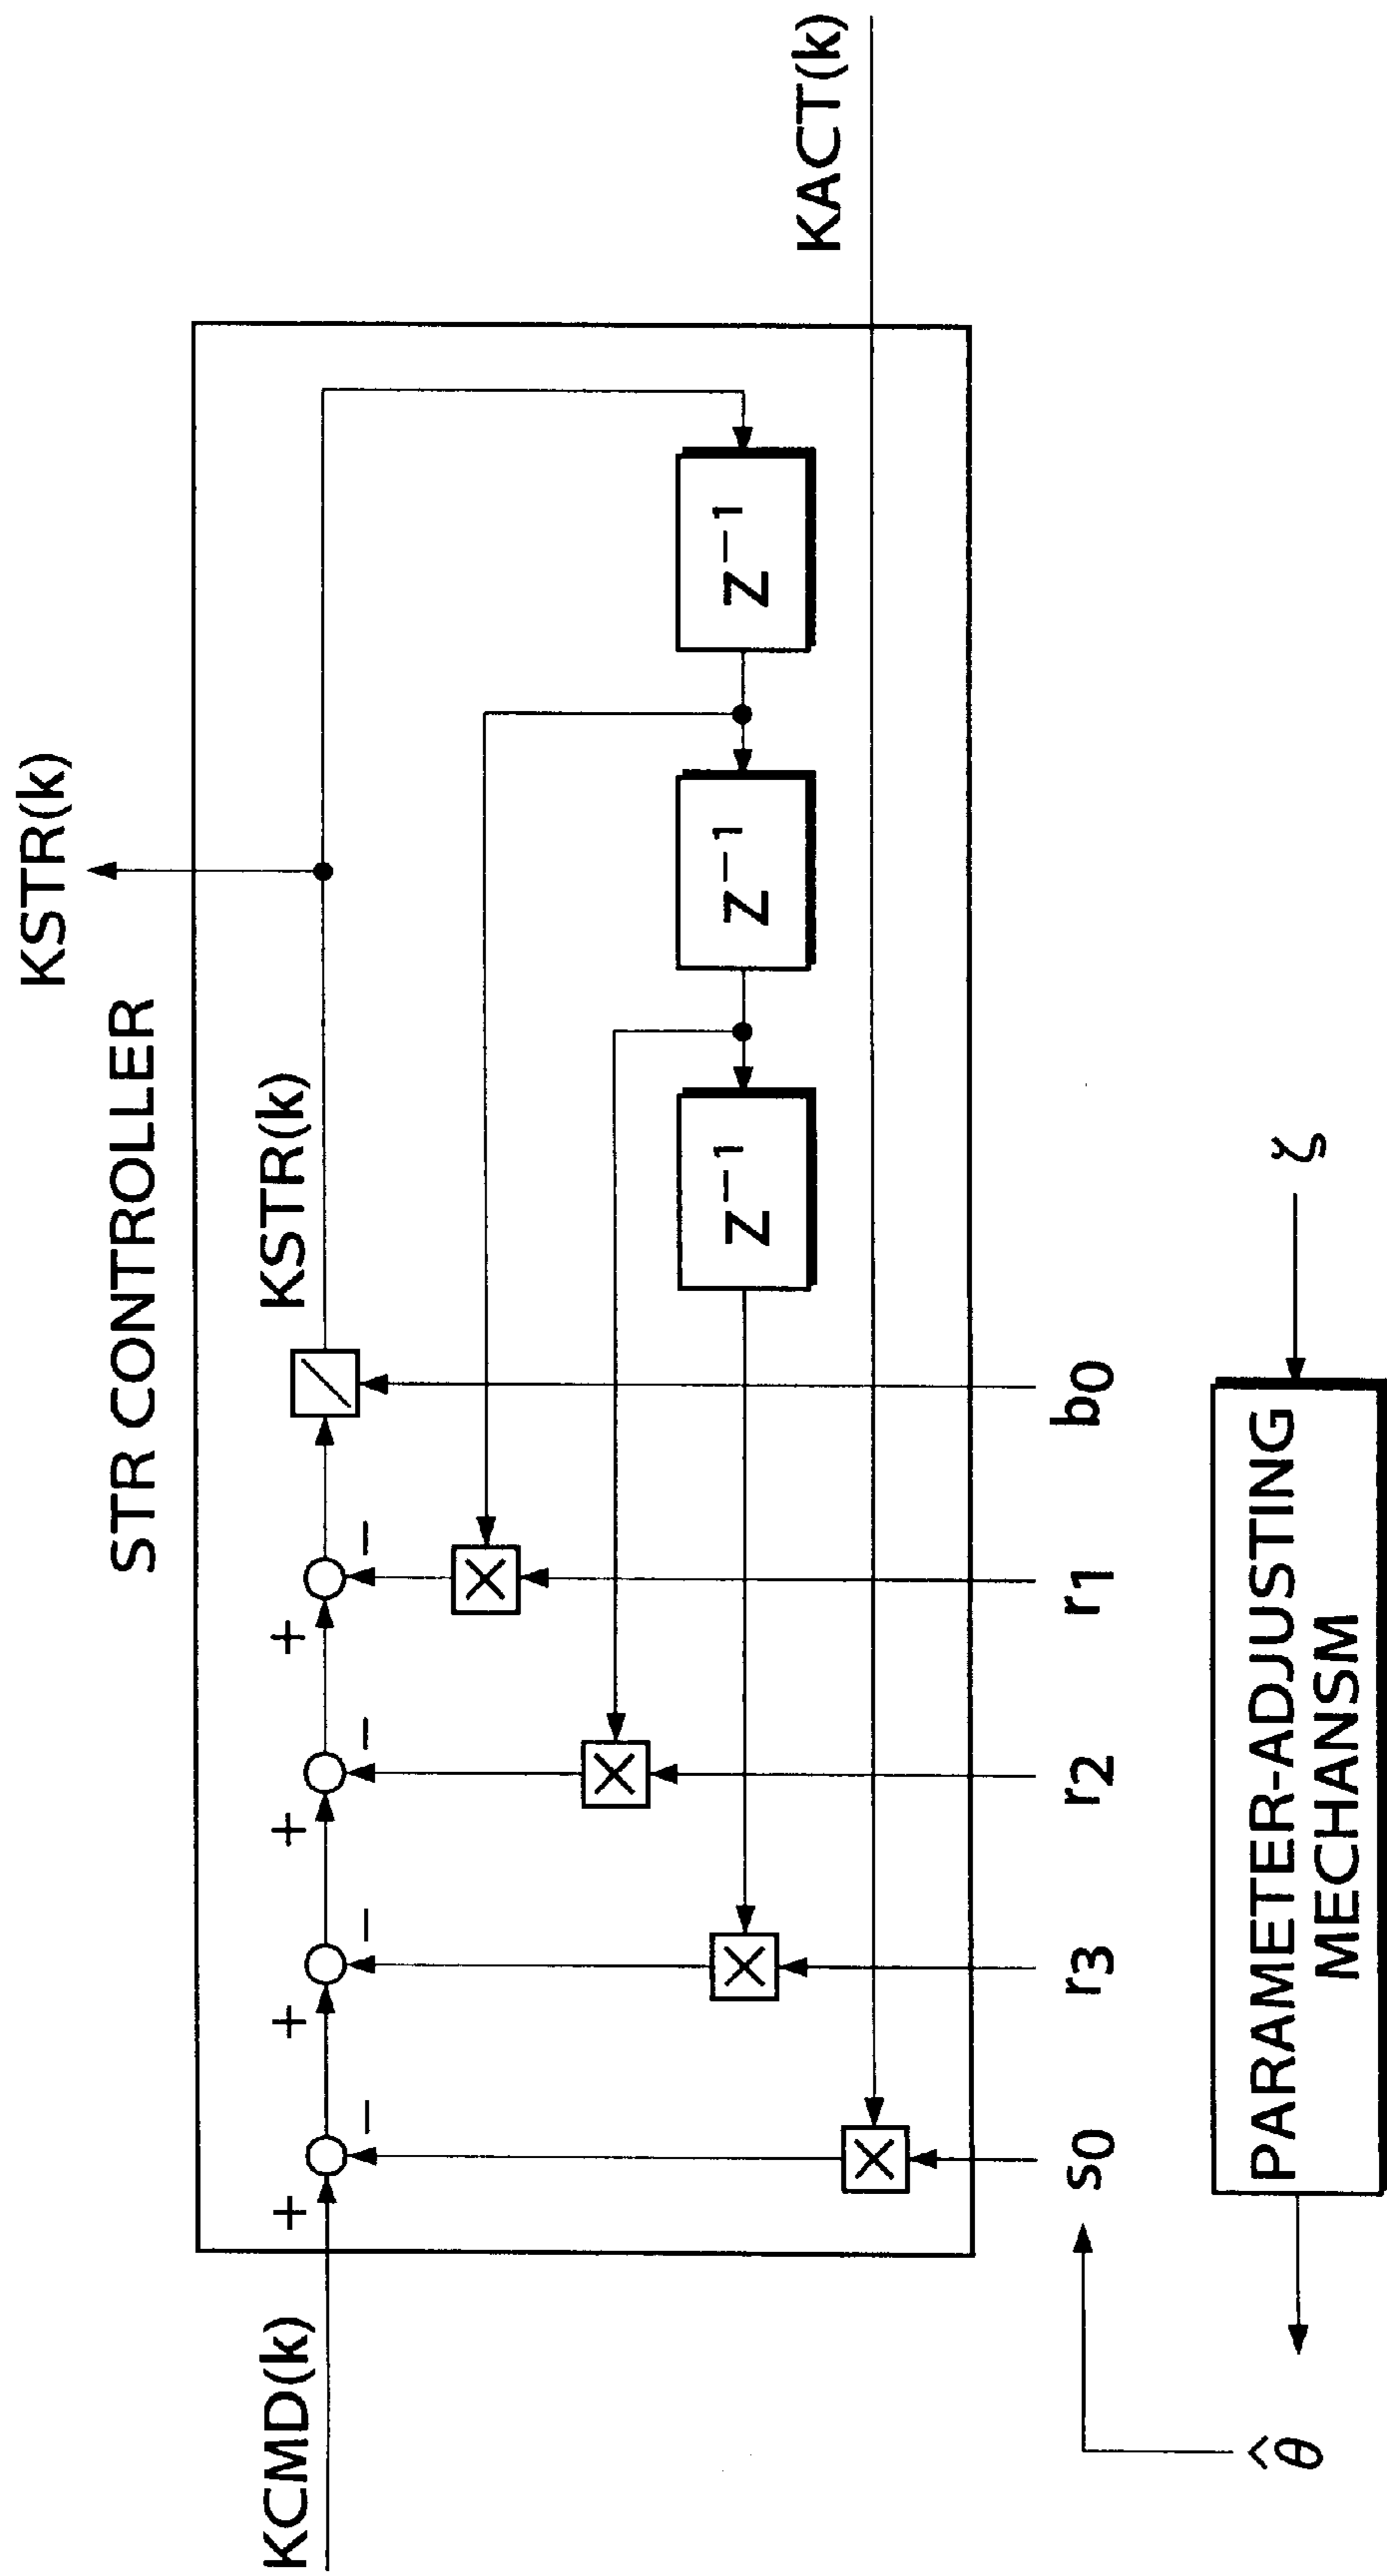 KSTR(k)
STR CONTROLLER
KCMD(k)
+
−
+
−
+
−
+
−
KSTR(k)
Z⁻¹
Z⁻¹
Z⁻¹
KACT(k)
s0
r3
r2
r1
b0
θ̂
PARAMETER-ADJUSTING
MECHANSM
ζ